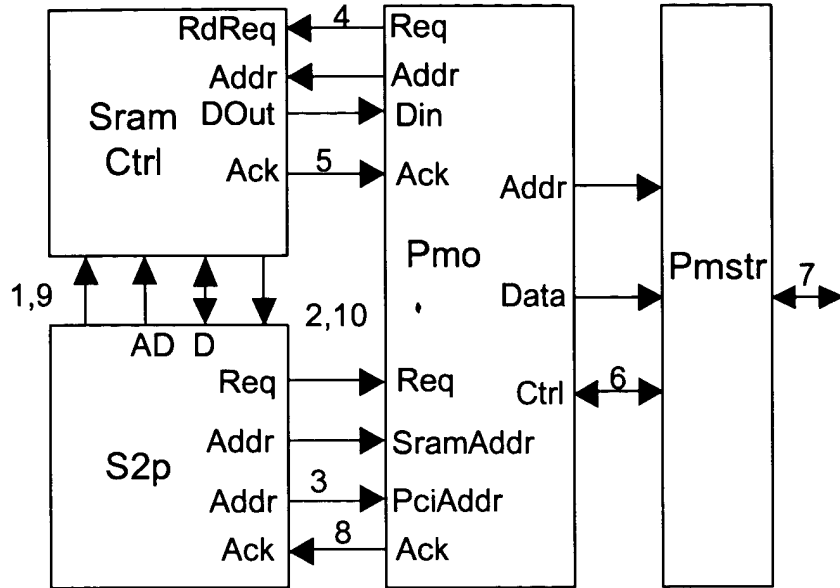 RdReq 4 Req
Addr Addr
Sram DOut Din
Ctrl
Ack 5 Ack
Addr
Pmo Pmstr
7
1,9 2,10 Data
AD D
Req Req
Ctrl 6
Addr SramAddr
S2p
Addr 3 PciAddr
Ack 8 Ack